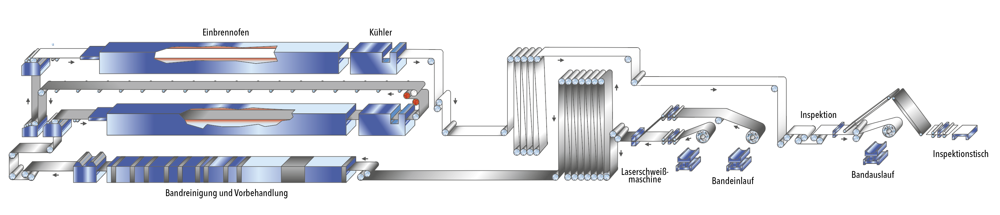 Einbrennofen
Kühler
Inspektion
Inspektionstisch
Laserschweiß-
maschine
Bandeinlauf
Bandauslauf
Bandreinigung und Vorbehandlung